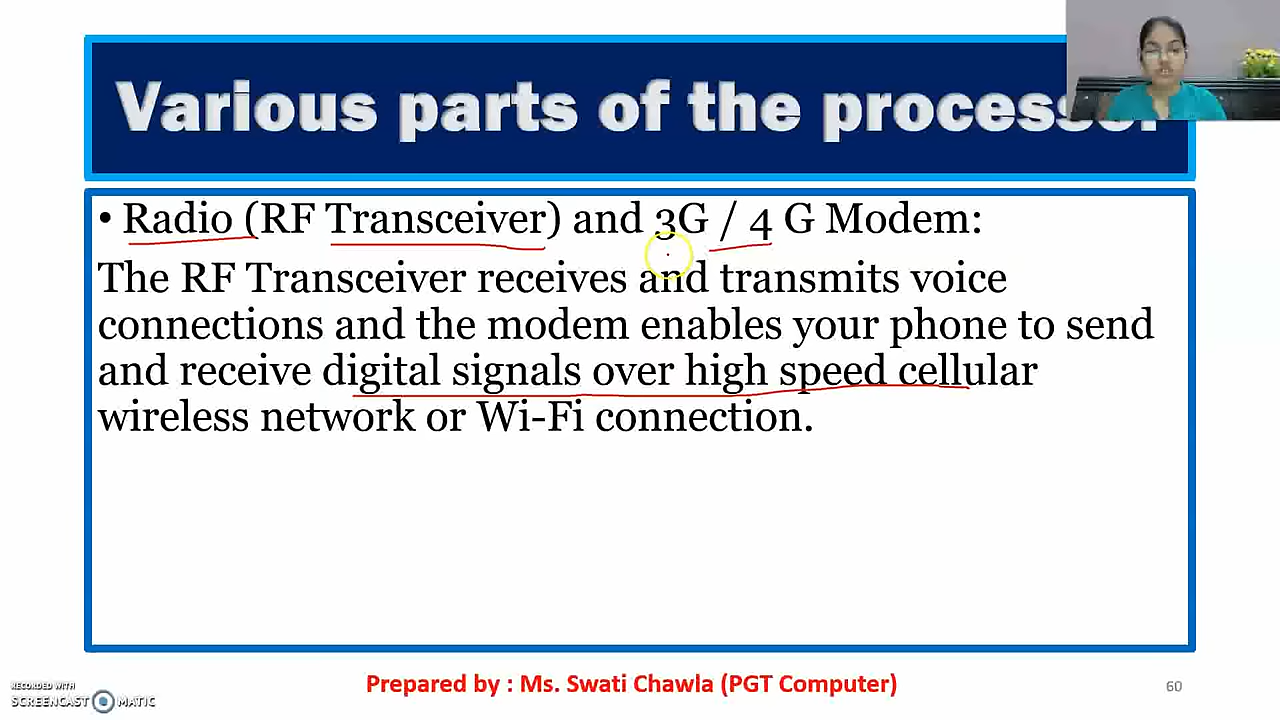 Various parts of the processor
• Radio (RF Transceiver) and 3G / 4 G Modem:
The RF Transceiver receives and transmits voice
connections and the modem enables your phone to send
and receive digital signals over high speed cellular
wireless network or Wi-Fi connection.
Prepared by : Ms. Swati Chawla (PGT Computer)
60
RECORDED WITH
SCREENCAST MATIC